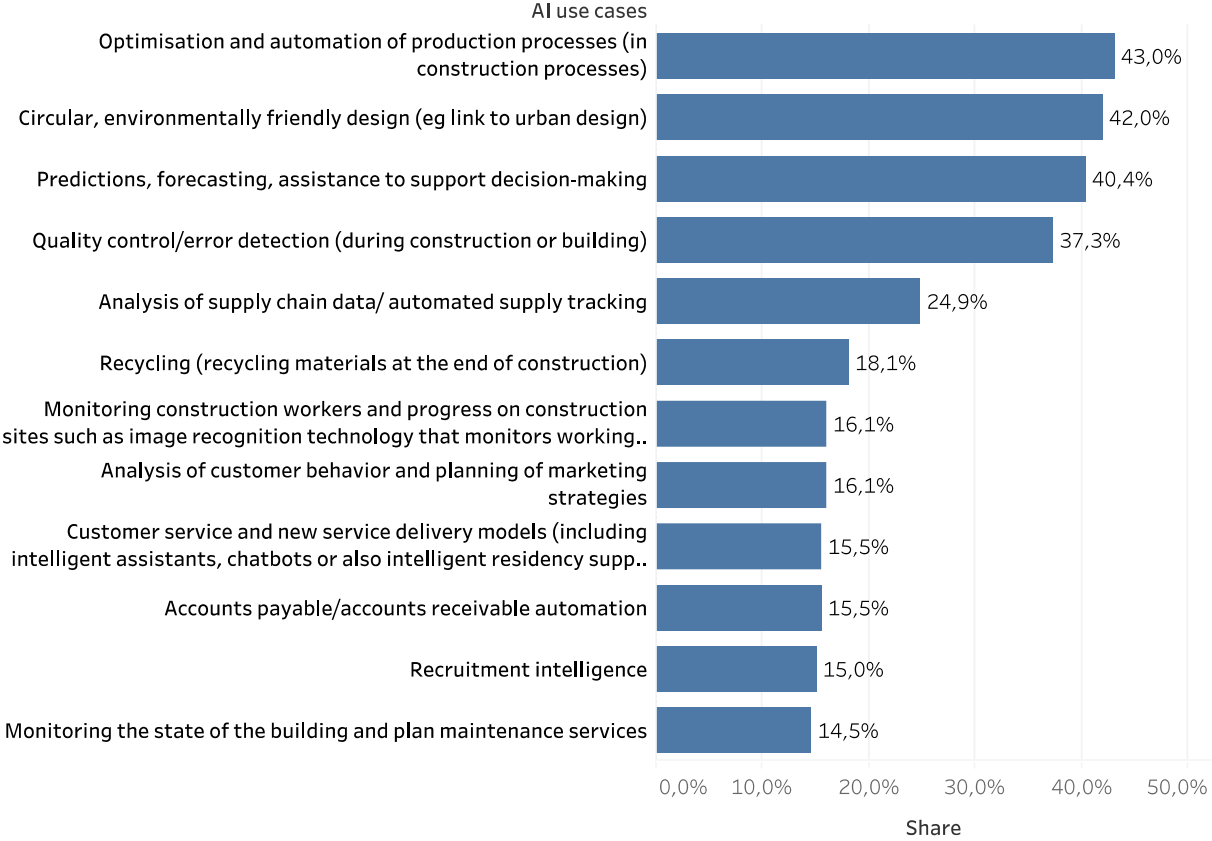 AI use cases
Optimisation and automation of production processes (in
construction processes)
43,0%
Circular, environmentally friendly design (eg link to urban design)
42,0%
Predictions, forecasting, assistance to support decision-making
40,4%
Quality control/error detection (during construction or building)
37,3%
Analysis of supply chain data/ automated supply tracking
24,9%
Recycling (recycling materials at the end of construction)
18,1%
Monitoring construction workers and progress on construction
sites such as image recognition technology that monitors working..
16,1%
Analysis of customer behavior and planning of marketing
strategies
16,1%
Customer service and new service delivery models (including
intelligent assistants, chatbots or also intelligent residency supp..
15,5%
Accounts payable/accounts receivable automation
15,5%
Recruitment intelligence
15,0%
Monitoring the state of the building and plan maintenance services
14,5%
0,0% 10,0% 20,0% 30,0% 40,0% 50,0%
Share